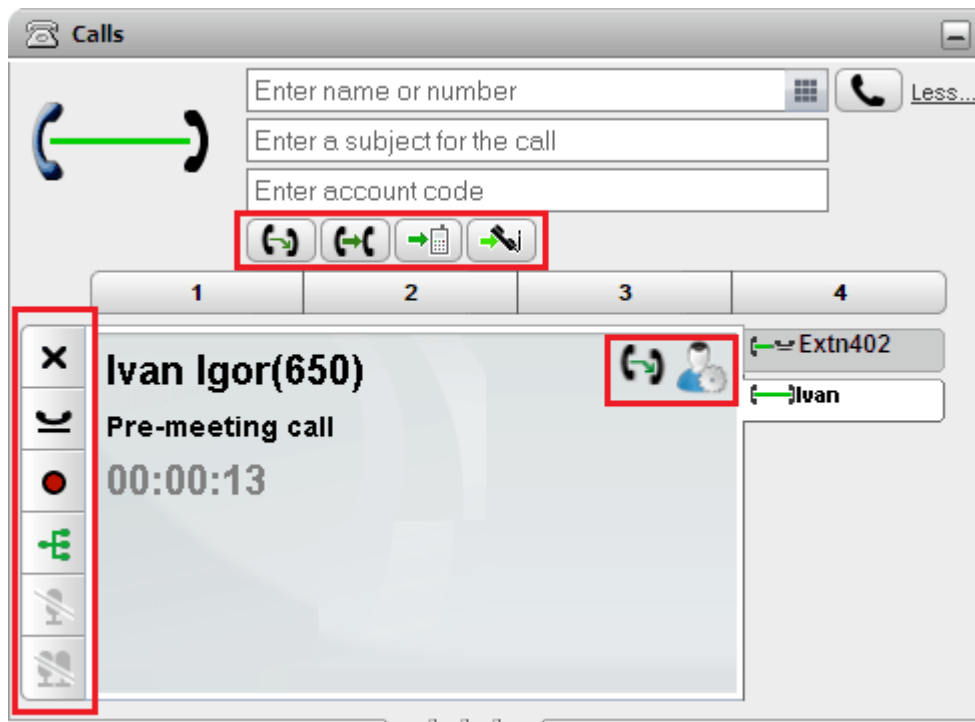 Calls
Enter name or number
Less...
Enter a subject for the call
Enter account code
1 2 3 4
Ivan Igor(650)
Extn402
Ivan
Pre-meeting call
00:00:13